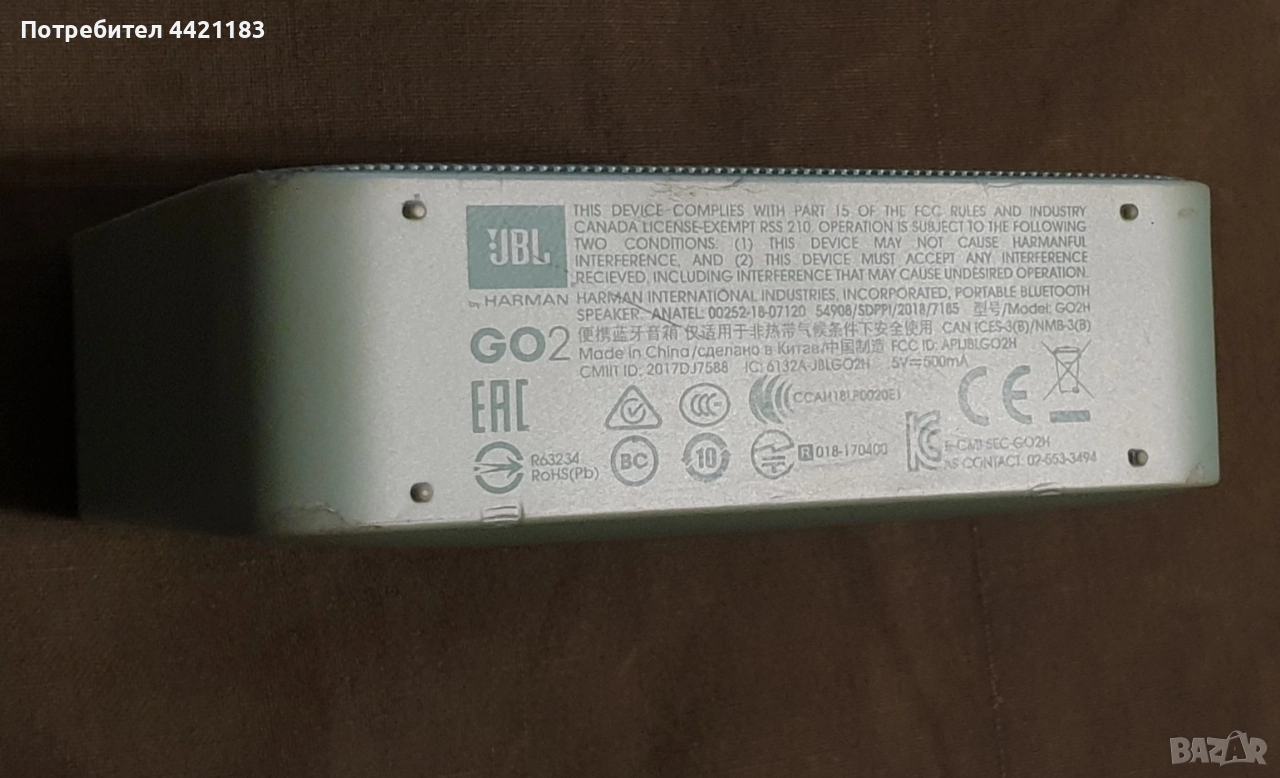 Потребител 4421183
JBL
by HARMAN
THIS DEVICE COMPLIES WITH PART 15 OF THE FCC RULES AND INDUSTRY
CANADA LICENSE-EXEMPT RSS 210. OPERATION IS SUBJECT TO THE FOLLOWING
TWO CONDITIONS: (1) THIS DEVICE MAY NOT CAUSE HARMANFUL
INTERFERENCE, AND (2) THIS DEVICE MUST ACCEPT ANY INTERFERENCE
RECIEVED, INCLUDING INTERFERENCE THAT MAY CAUSE UNDESIRED OPERATION.
HARMAN INTERNATIONAL INDUSTRIES, INCORPORATED, PORTABLE BLUETOOTH
SPEAKER. ANATEL: 00252-18-07120 54908/SDPPI/2018/7185 型号/Model: GO2H
GO2
便携蓝牙音箱 仅适用于非热带气候条件下安全使用 CAN ICES-3(B)/NMB-3(B)
Made in China/сделано в Китае/中国制造 FCC ID: APIJBLGO2H
CMIIT ID: 2017DJ7588 IC: 6132A-JBLGO2H 5V⎓500mA
EAC
CCC
CCAH18LP0020E1
CE
R63234
RoHS(Pb)
BC
10
R 018-170400
SEC-GO2H
AS CONTACT: 02-553-3494
BAZAR